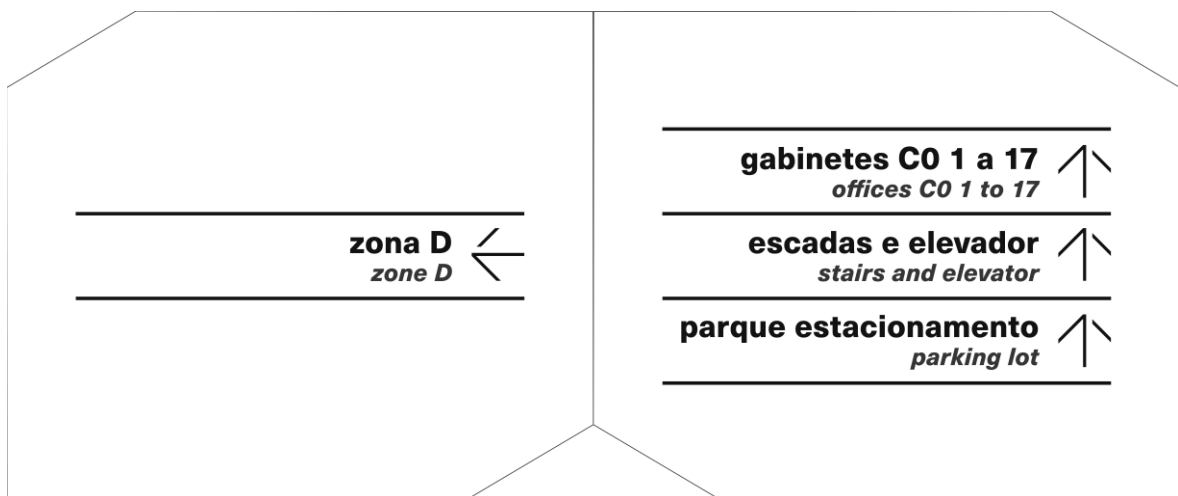 zona D
zone D
gabinetes C0 1 a 17
offices C0 1 to 17
escadas e elevador
stairs and elevator
parque estacionamento
parking lot